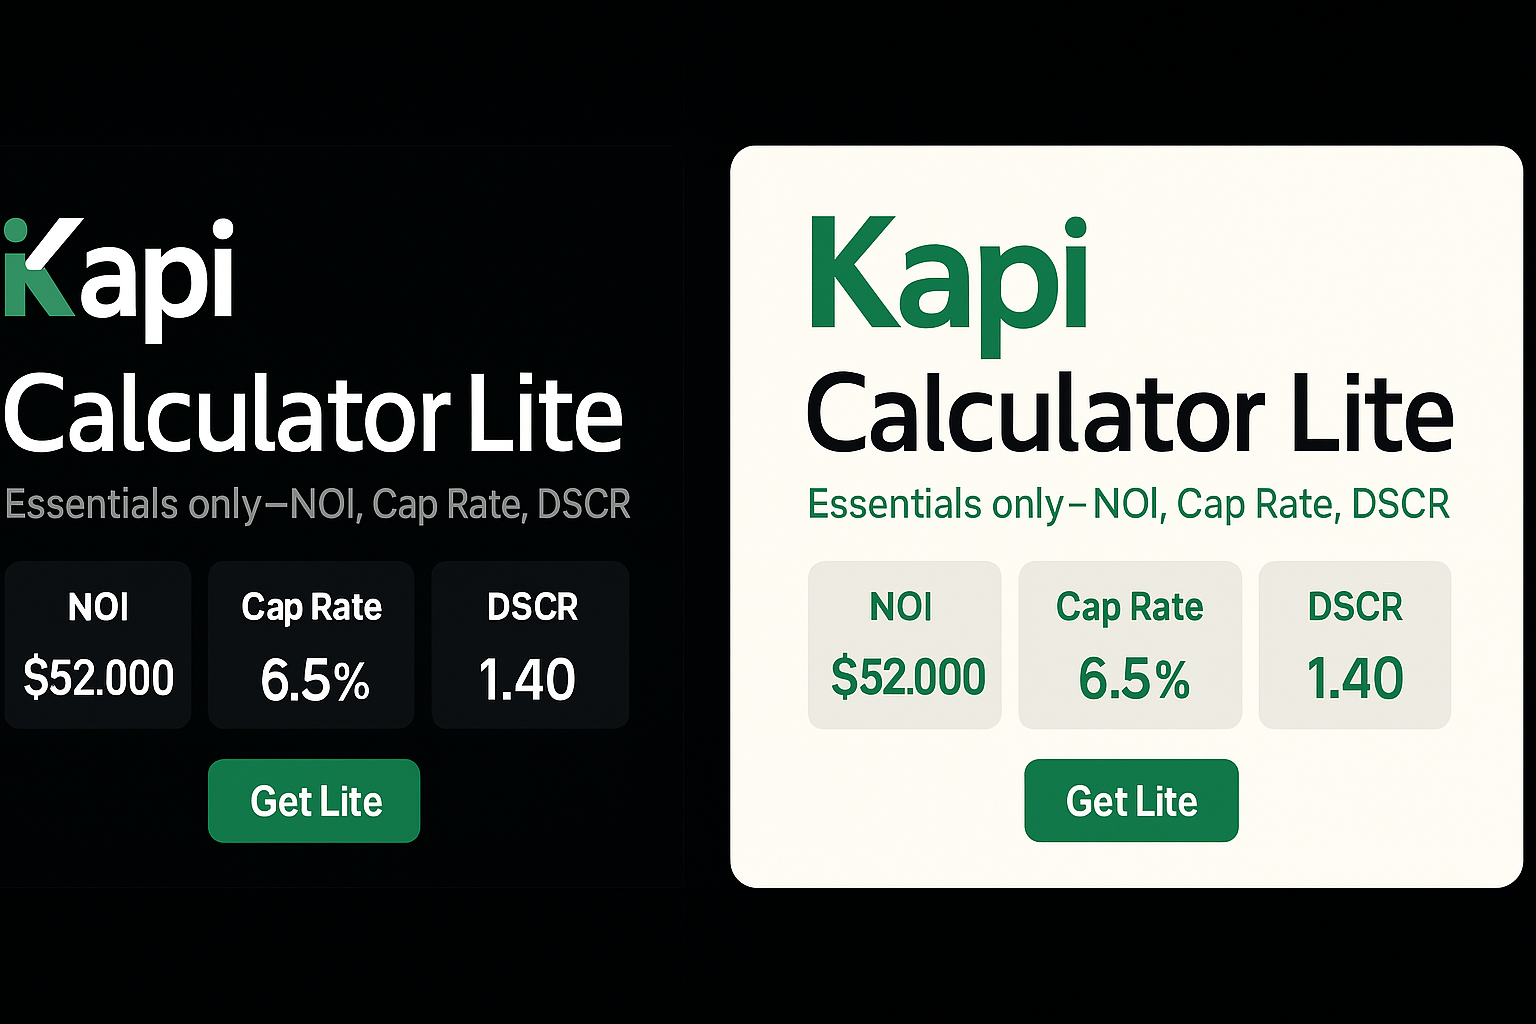 Kapi
Calculator Lite
Essentials only–NOI, Cap Rate, DSCR
NOI
$52.000
Cap Rate
6.5%
DSCR
1.40
Get Lite
Kapi
Calculator Lite
Essentials only–NOI, Cap Rate, DSCR
NOI
$52.000
Cap Rate
6.5%
DSCR
1.40
Get Lite